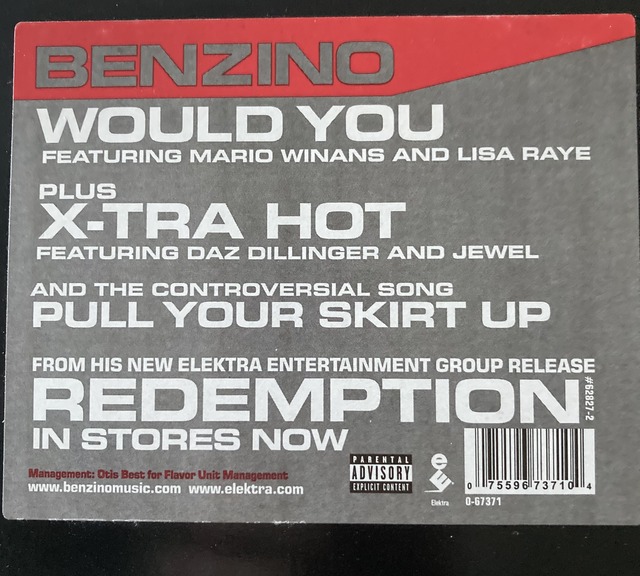 BENZINO
WOULD YOU
FEATURING MARIO WINANS AND LISA RAYE
PLUS
X-TRA HOT
FEATURING DAZ DILLINGER AND JEWEL
AND THE CONTROVERSIAL SONG
PULL YOUR SKIRT UP
FROM HIS NEW ELEKTRA ENTERTAINMENT GROUP RELEASE
REDEMPTION
#62827-2
IN STORES NOW
Management: Otis Best for Flavor Unit Management
www.benzinomusic.com www.elektra.com
PARENTAL
ADVISORY
EXPLICIT CONTENT
e
Elektra
0 75596 73710 4
0-67371